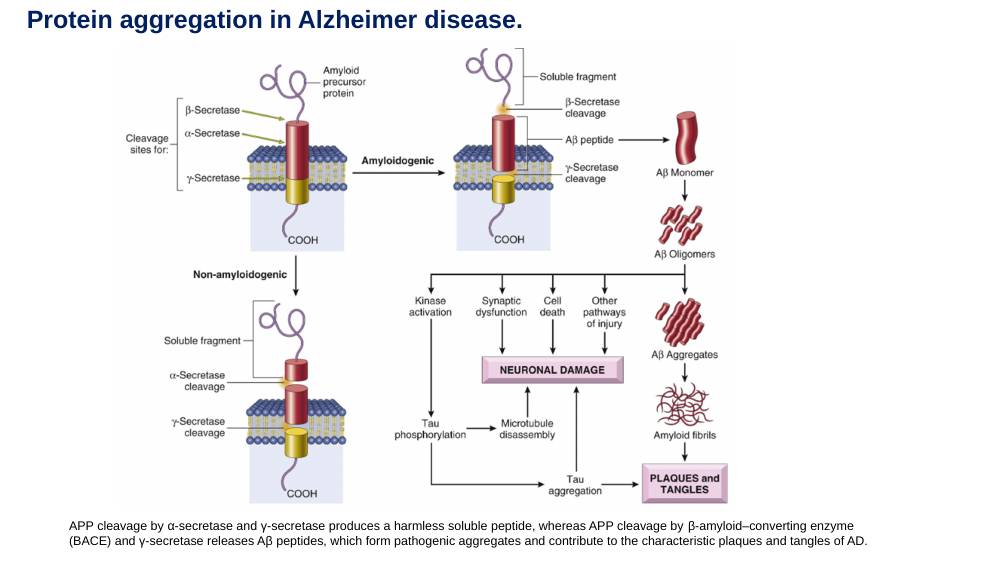 Protein aggregation in Alzheimer disease.
Amyloid
precursor
protein
β-Secretase
α-Secretase
Cleavage
sites for:
γ-Secretase
COOH
Amyloidogenic
Soluble fragment
β-Secretase
cleavage
Aβ peptide
γ-Secretase
cleavage
COOH
Aβ Monomer
Aβ Oligomers
Non-amyloidogenic
Soluble fragment
α-Secretase
cleavage
γ-Secretase
cleavage
COOH
Kinase
activation
Synaptic
dysfunction
Cell
death
Other
pathways
of injury
Aβ Aggregates
NEURONAL DAMAGE
Tau
phosphorylation
Microtubule
disassembly
Amyloid fibrils
Tau
aggregation
PLAQUES and
TANGLES
APP cleavage by α-secretase and γ-secretase produces a harmless soluble peptide, whereas APP cleavage by β-amyloid–converting enzyme
(BACE) and γ-secretase releases Aβ peptides, which form pathogenic aggregates and contribute to the characteristic plaques and tangles of AD.